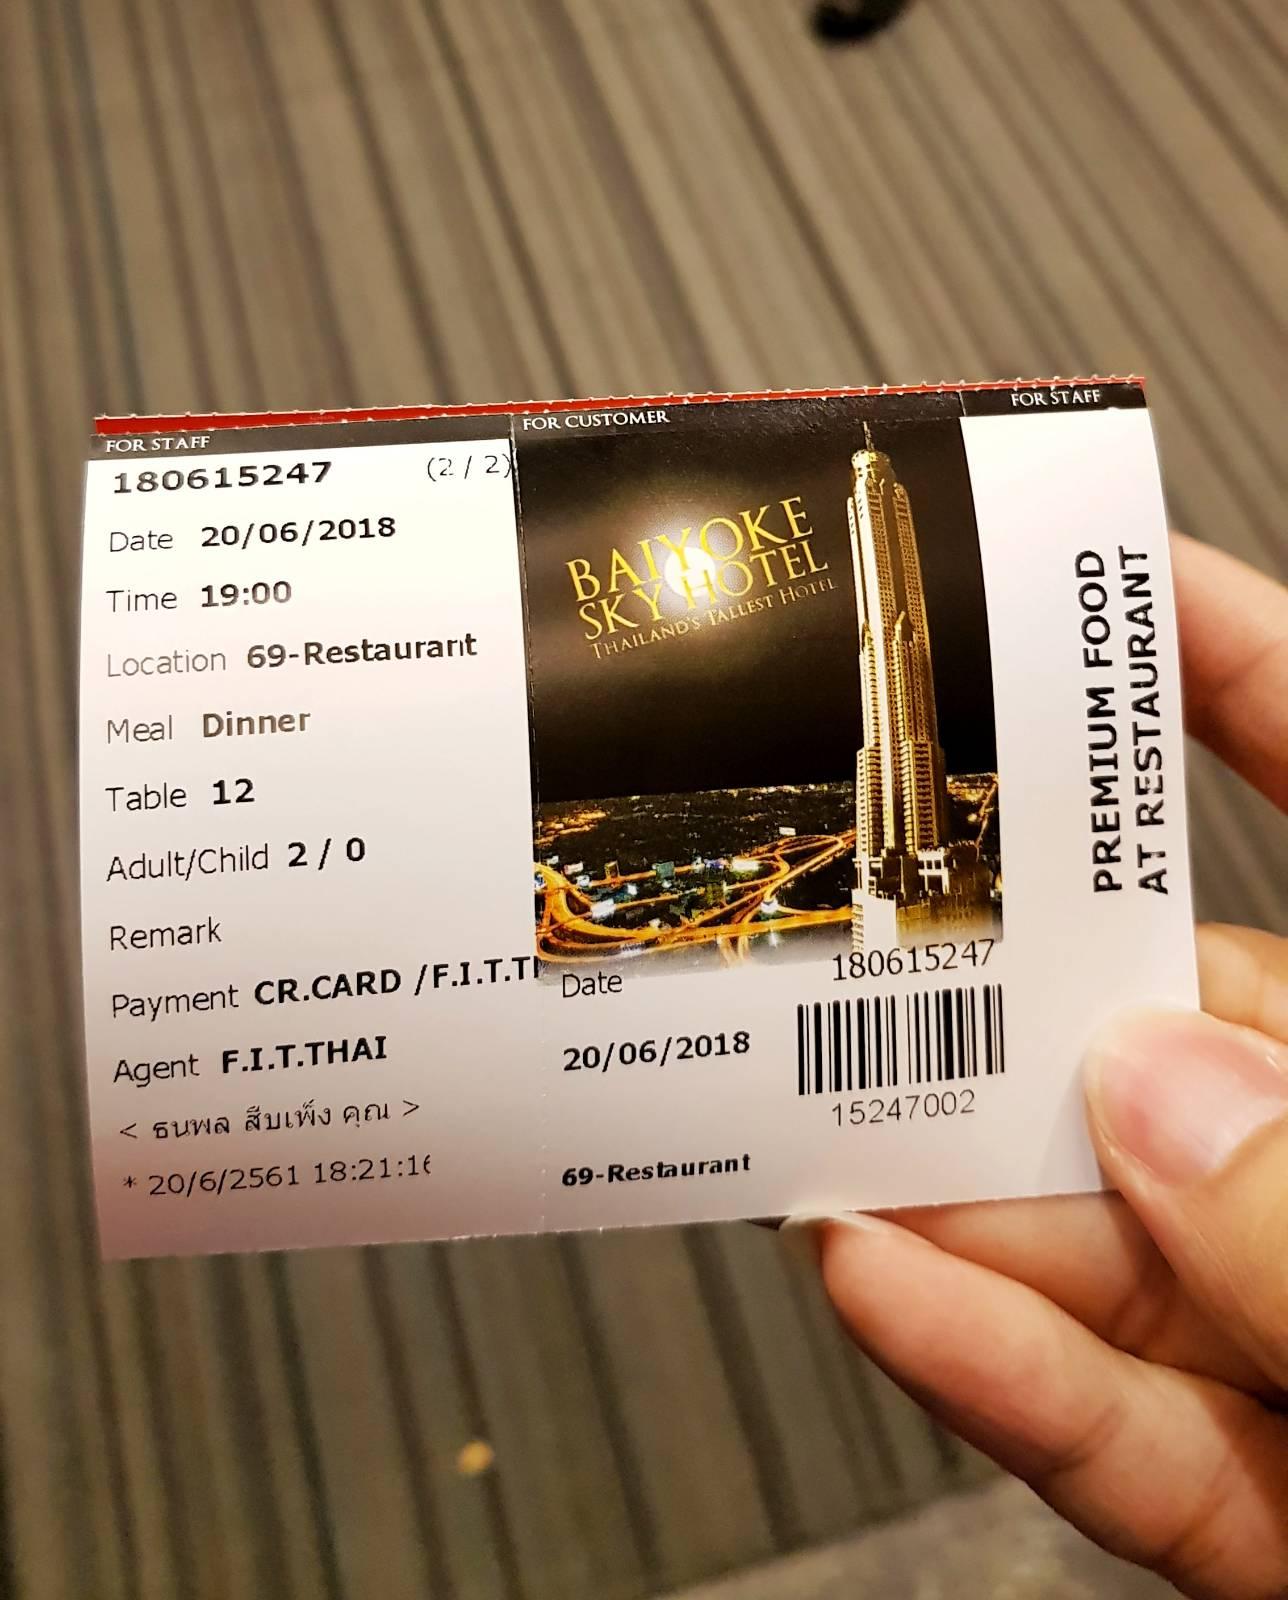 FOR STAFF
180615247 (2 / 2)
Date 20/06/2018
Time 19:00
Location 69-Restaurant
Meal Dinner
Table 12
Adult/Child 2 / 0
Remark
Payment CR.CARD /F.I.T.TH
Agent F.I.T.THAI
< ธนพล สืบเพ็ง คุณ >
* 20/6/2561 18:21:16
FOR CUSTOMER
BAIYOKE
SKY HOTEL
THAILAND'S TALLEST HOTEL
180615247
Date
20/06/2018
15247002
69-Restaurant
FOR STAFF
PREMIUM FOOD
AT RESTAURANT